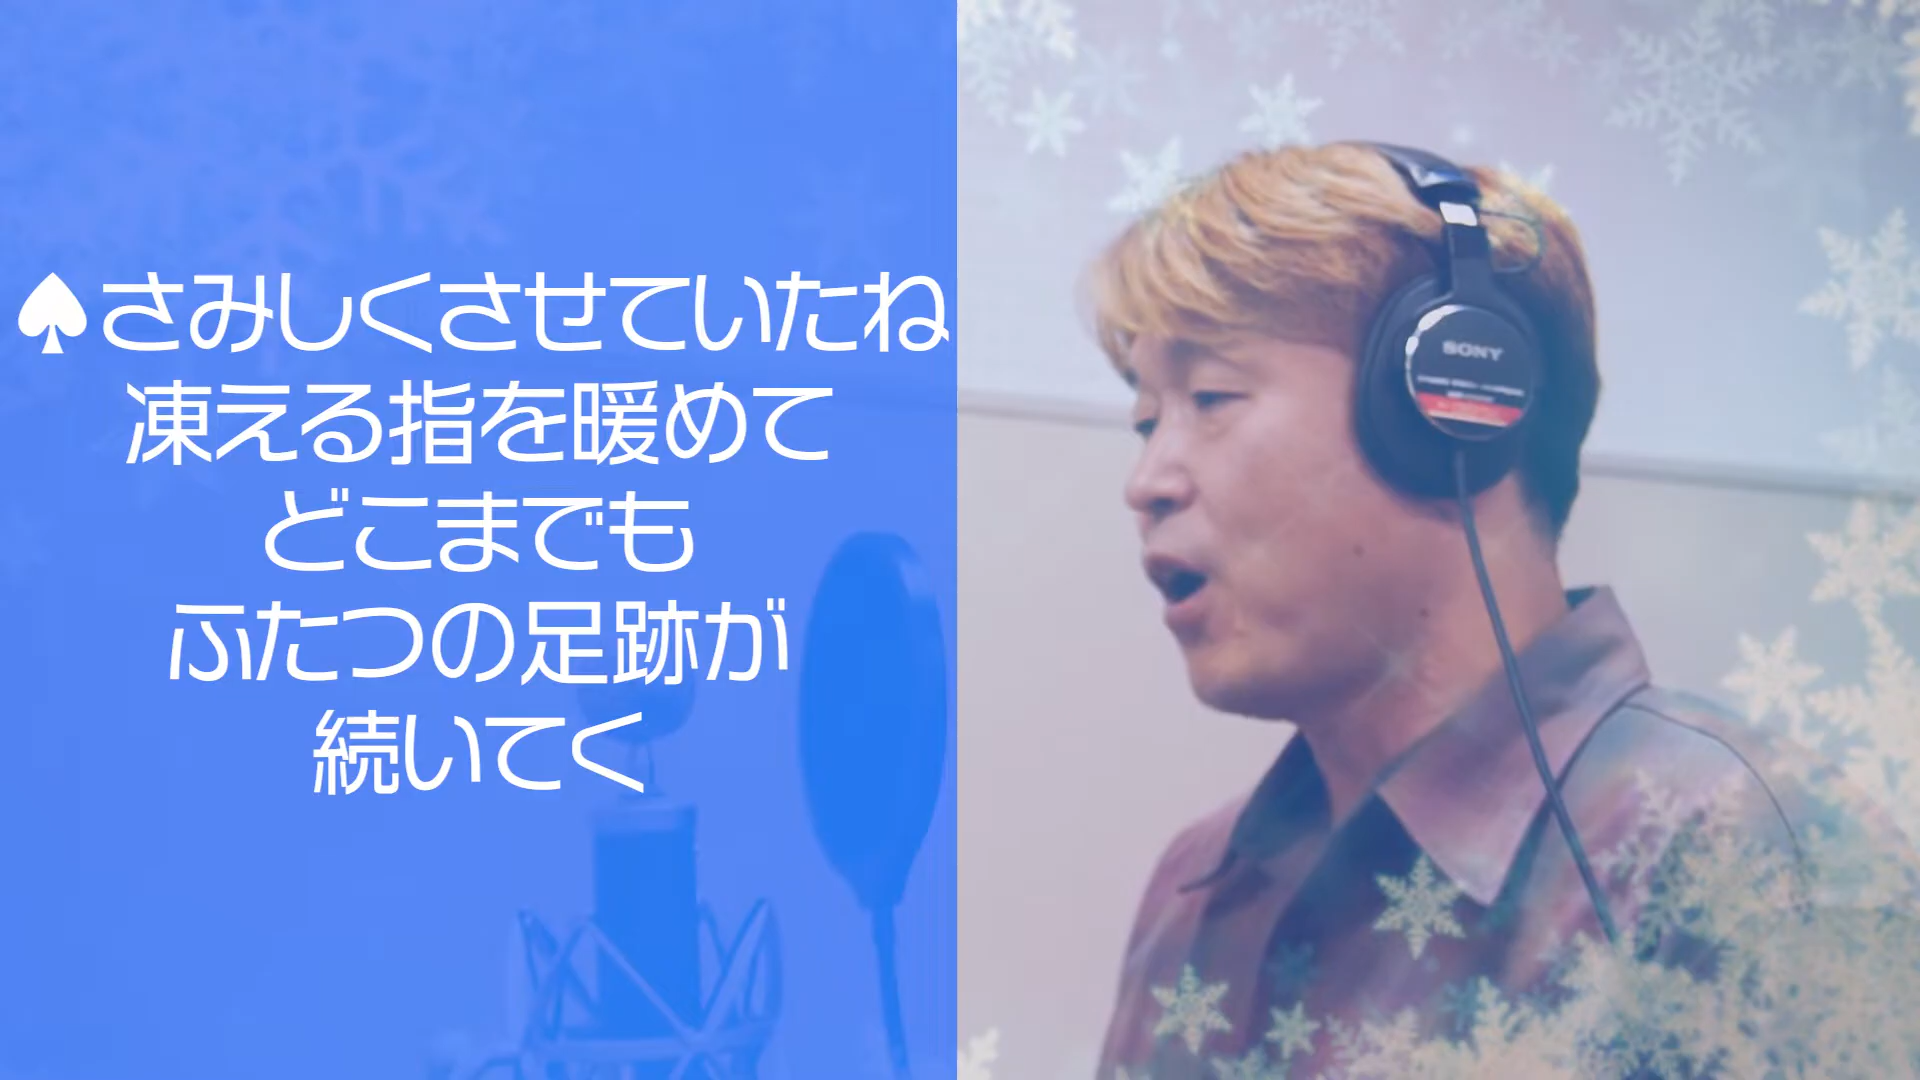 ♠さみしくさせていたね
凍える指を暖めて
どこまでも
ふたつの足跡が
続いてく
SONY